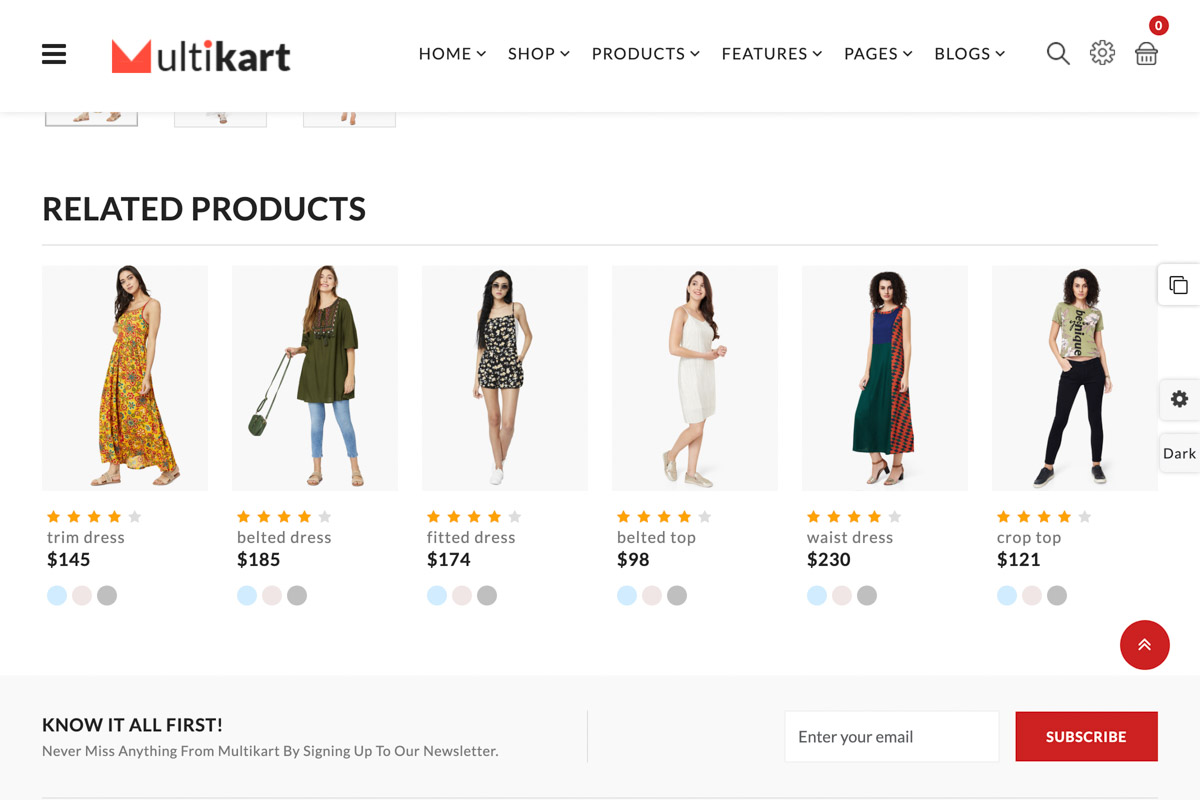 0
Multikart
HOME SHOP PRODUCTS FEATURES PAGES BLOGS
RELATED PRODUCTS
trim dress
$145
belted dress
$185
fitted dress
$174
belted top
$98
waist dress
$230
be
unique
crop top
$121
Dark
KNOW IT ALL FIRST!
Never Miss Anything From Multikart By Signing Up To Our Newsletter.
Enter your email
SUBSCRIBE